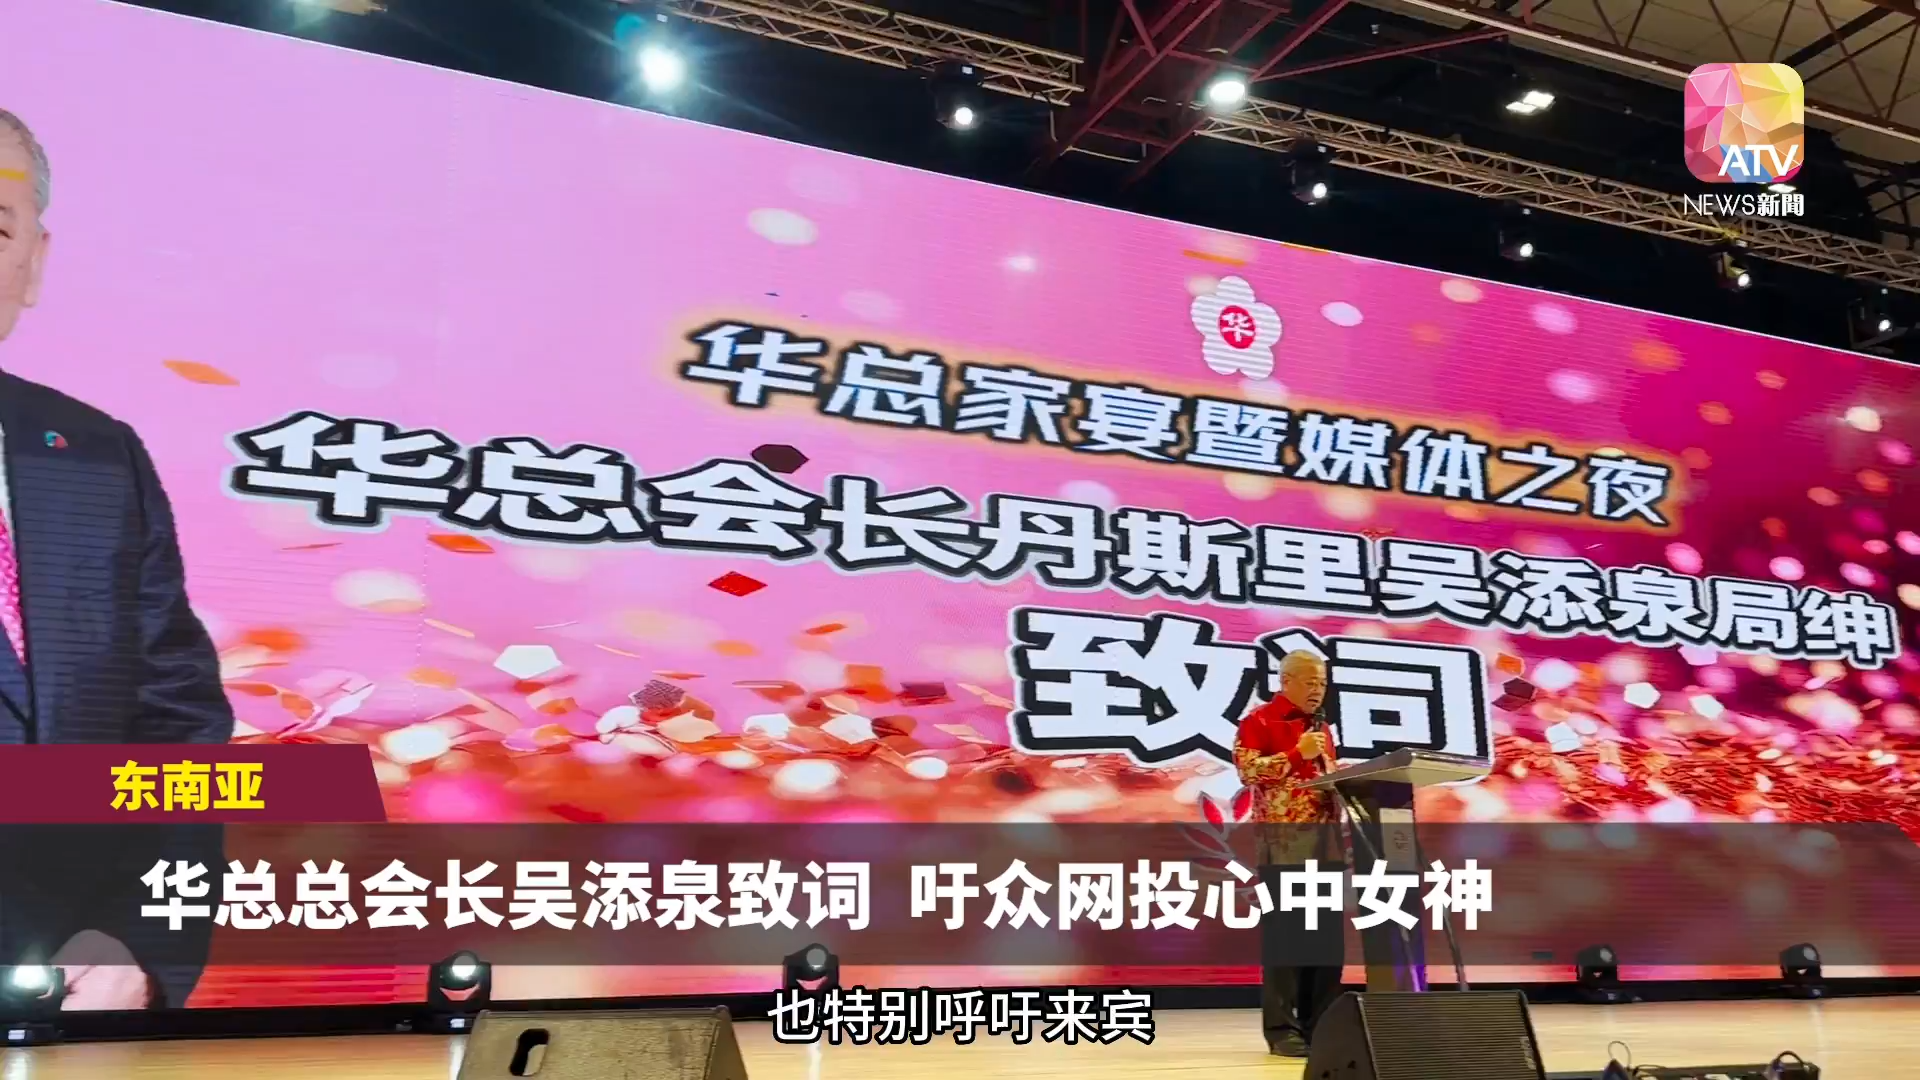 ATV
NEWS新聞
华
华总家宴暨媒体之夜
华总会长丹斯里吴添泉局绅
致词
东南亚
华总总会长吴添泉致词 吁众网投心中女神
也特别呼吁来宾